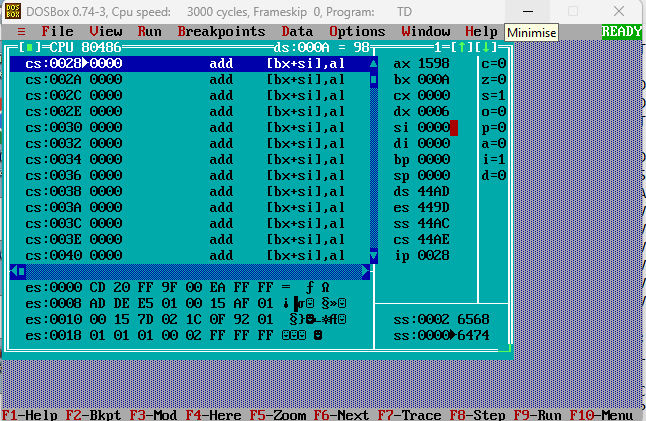 DOSBox 0.74-3, Cpu speed: 3000 cycles, Frameskip 0, Program: TD
≡ File View Run Breakpoints Data Options Window Help Minimise READY
[■]=CPU 80486 ds:000A = 98 1=[↑][↓]
cs:0028►0000 add [bx+si],al ax 1598 c=0
cs:002A 0000 add [bx+si],al bx 000A z=0
cs:002C 0000 add [bx+si],al cx 0000 s=1
cs:002E 0000 add [bx+si],al dx 0006 o=0
cs:0030 0000 add [bx+si],al si 0000 p=0
cs:0032 0000 add [bx+si],al di 0000 a=0
cs:0034 0000 add [bx+si],al bp 0000 i=1
cs:0036 0000 add [bx+si],al sp 0000 d=0
cs:0038 0000 add [bx+si],al ds 44AD
cs:003A 0000 add [bx+si],al es 449D
cs:003C 0000 add [bx+si],al ss 44AC
cs:003E 0000 add [bx+si],al cs 44AE
cs:0040 0000 add [bx+si],al ip 0028
es:0000 CD 20 FF 9F 00 EA FF FF = ƒ Ω
es:0008 AD DE E5 01 00 15 AF 01 ¡▐σ☺ §»☺
es:0010 00 15 7D 02 1C 0F 92 01 §}☻∟☼Æ☺ ss:0002 6568
es:0018 01 01 01 00 02 FF FF FF ☺☺☺ ☻ ss:0000►6474
F1-Help F2-Bkpt F3-Mod F4-Here F5-Zoom F6-Next F7-Trace F8-Step F9-Run F10-Menu